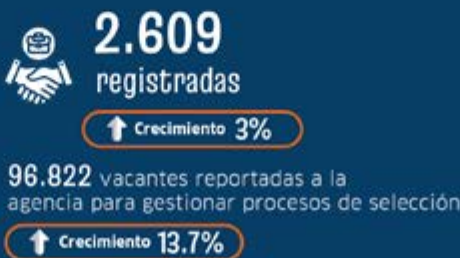 2.609
registradas
Crecimiento 3%
96.822 vacantes reportadas a la
agencia para gestionar procesos de selección
Crecimiento 13.7%